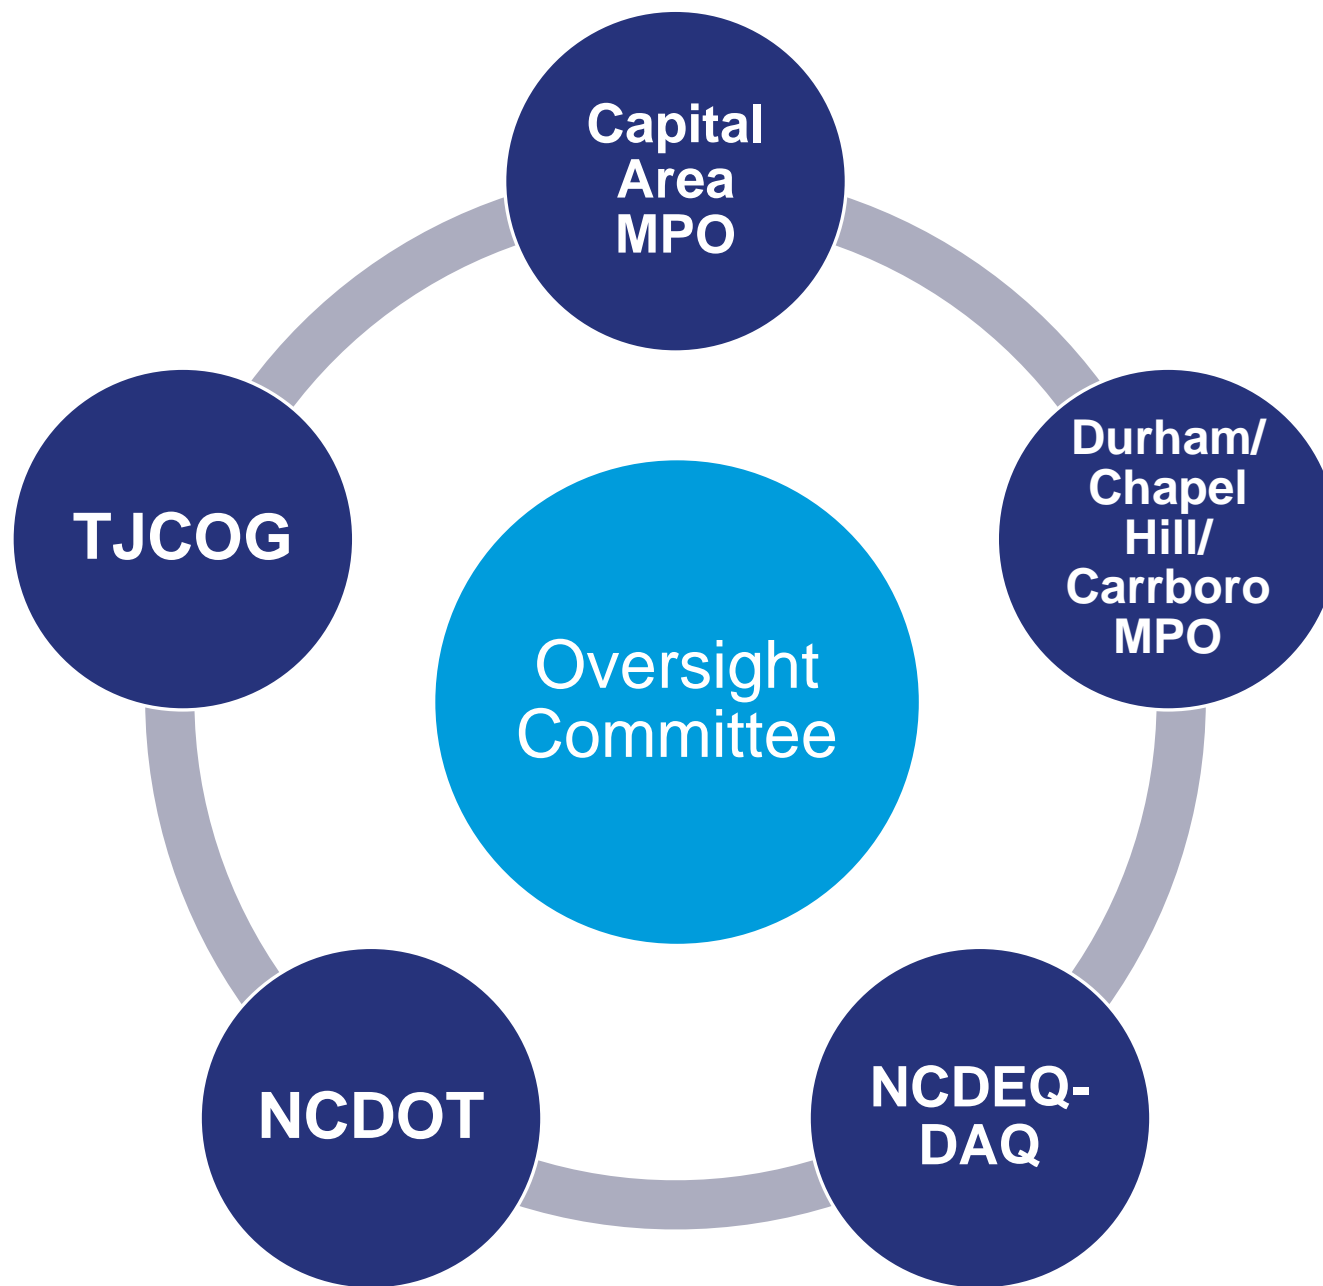 Capital
Area
MPO
Durham/
Chapel
Hill/
Carrboro
MPO
TJCOG
Oversight
Committee
NCDOT
NCDEQ-
DAQ